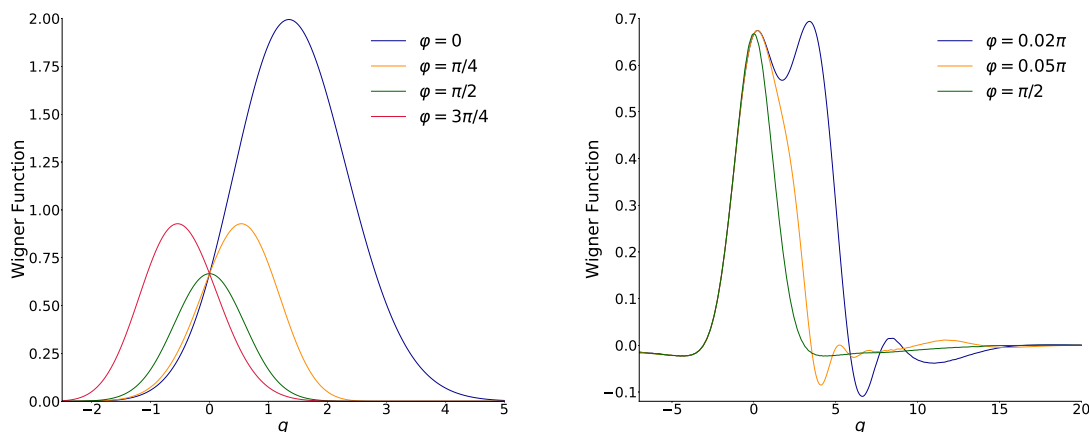 2.00
1.75
1.50
1.25
1.00
0.75
0.50
0.25
0.00
Wigner Function
−2 −1 0 1 2 3 4 5
q
φ = 0
φ = π/4
φ = π/2
φ = 3π/4
0.7
0.6
0.5
0.4
0.3
0.2
0.1
0.0
−0.1
Wigner Function
−5 0 5 10 15 20
q
φ = 0.02π
φ = 0.05π
φ = π/2